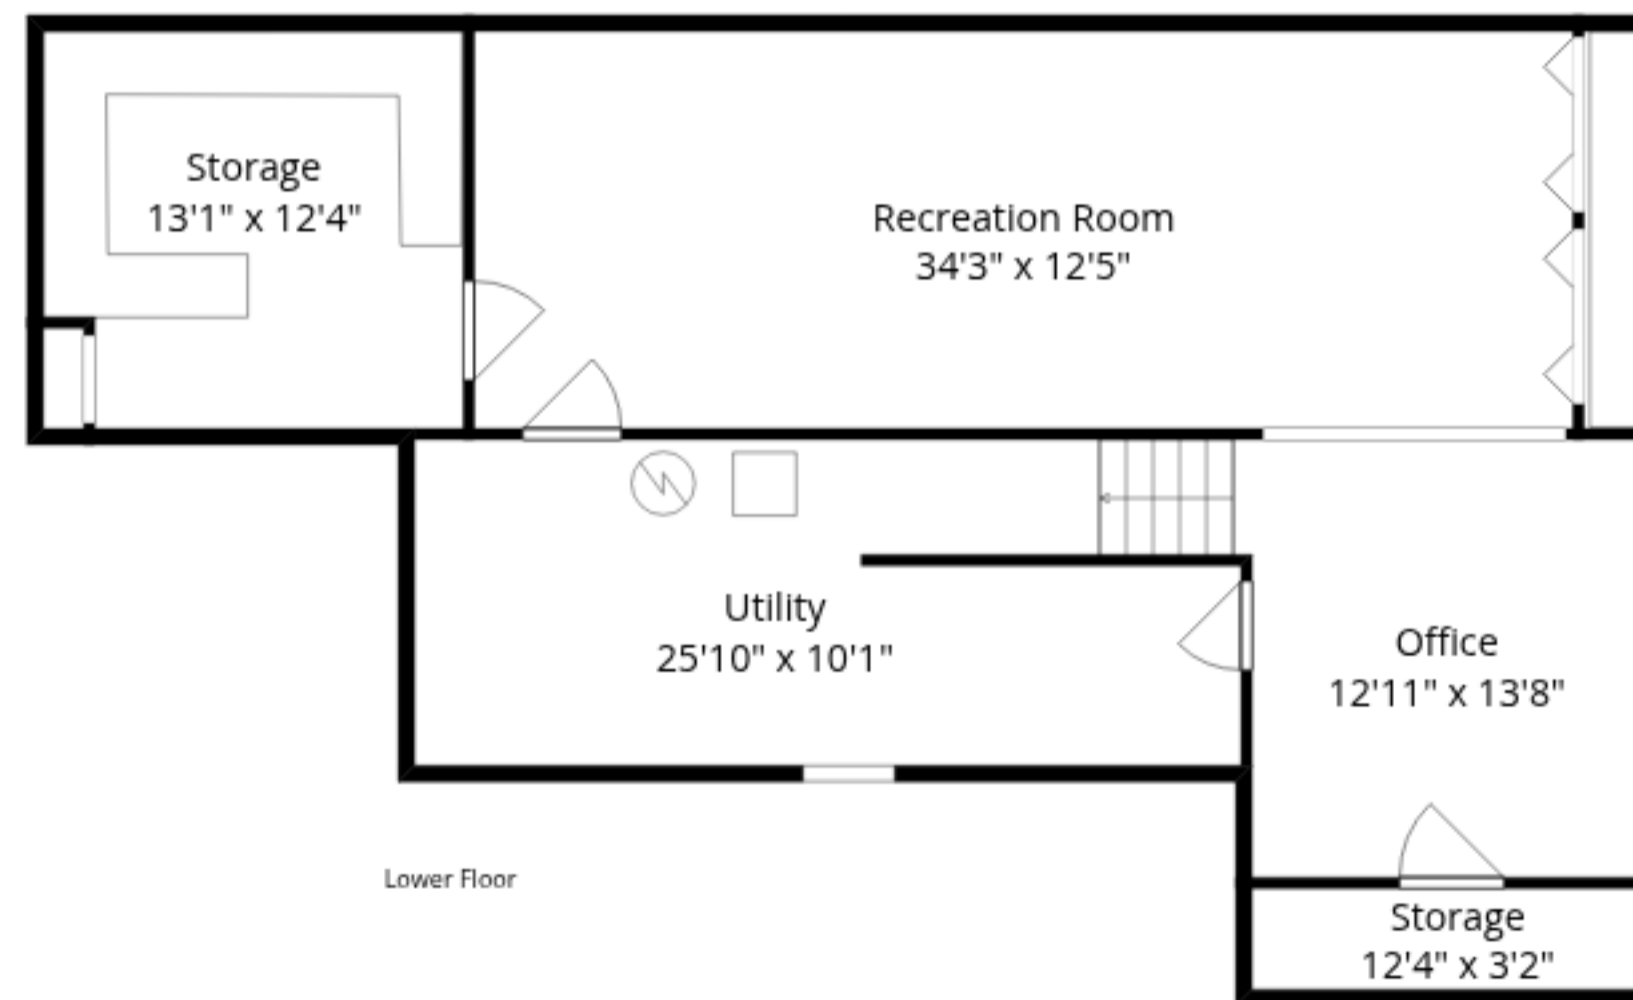 Storage
13'1" x 12'4"
Recreation Room
34'3" x 12'5"
Utility
25'10" x 10'1"
Office
12'11" x 13'8"
Lower Floor
Storage
12'4" x 3'2"